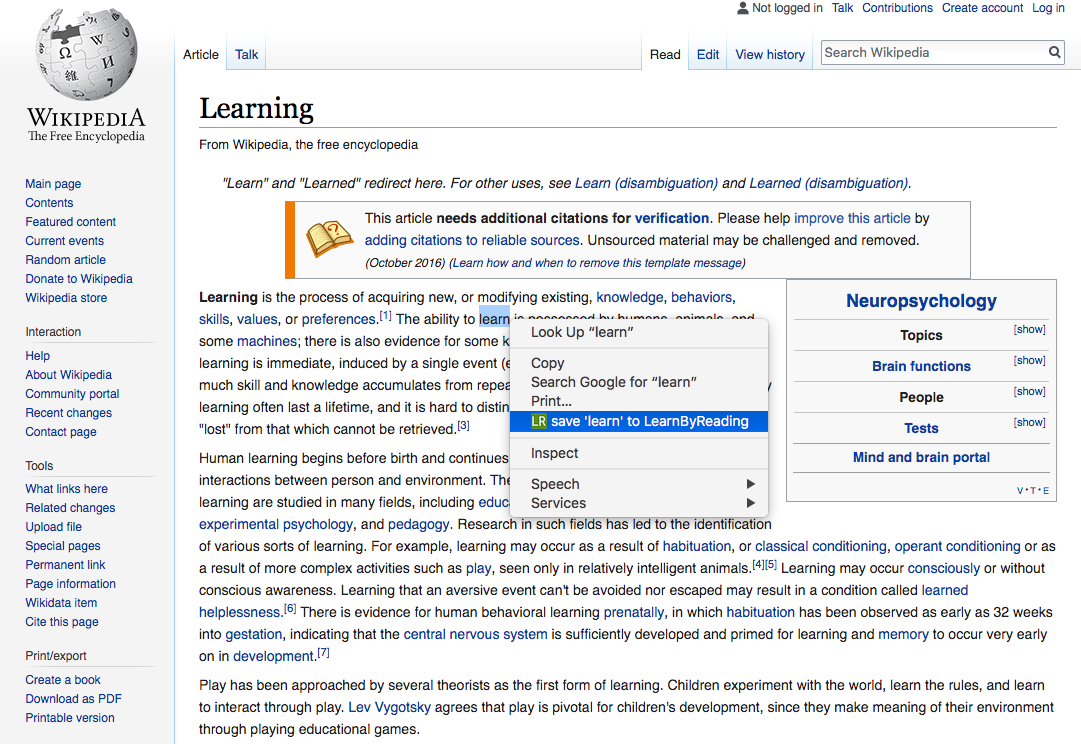 Not logged in Talk Contributions Create account Log in
Article Talk Read Edit View history Search Wikipedia
Ω W И 維 7
WIKIPEDIA
The Free Encyclopedia
Main page
Contents
Featured content
Current events
Random article
Donate to Wikipedia
Wikipedia store
Interaction
Help
About Wikipedia
Community portal
Recent changes
Contact page
Tools
What links here
Related changes
Upload file
Special pages
Permanent link
Page information
Wikidata item
Cite this page
Print/export
Create a book
Download as PDF
Printable version
Learning
From Wikipedia, the free encyclopedia
"Learn" and "Learned" redirect here. For other uses, see Learn (disambiguation) and Learned (disambiguation).
This article needs additional citations for verification. Please help improve this article by
adding citations to reliable sources. Unsourced material may be challenged and removed.
(October 2016) (Learn how and when to remove this template message)
Learning is the process of acquiring new, or modifying existing, knowledge, behaviors,
skills, values, or preferences.[1] The ability to learn is possessed by humans, animals, and
some machines; there is also evidence for some k
learning is immediate, induced by a single event (e
much skill and knowledge accumulates from repea
learning often last a lifetime, and it is hard to distin
"lost" from that which cannot be retrieved.[3]
Human learning begins before birth and continues
interactions between person and environment. The
learning are studied in many fields, including educ
experimental psychology, and pedagogy. Research in such fields has led to the identification
of various sorts of learning. For example, learning may occur as a result of habituation, or classical conditioning, operant conditioning or as
a result of more complex activities such as play, seen only in relatively intelligent animals.[4][5] Learning may occur consciously or without
conscious awareness. Learning that an aversive event can't be avoided nor escaped may result in a condition called learned
helplessness.[6] There is evidence for human behavioral learning prenatally, in which habituation has been observed as early as 32 weeks
into gestation, indicating that the central nervous system is sufficiently developed and primed for learning and memory to occur very early
on in development.[7]
Play has been approached by several theorists as the first form of learning. Children experiment with the world, learn the rules, and learn
to interact through play. Lev Vygotsky agrees that play is pivotal for children's development, since they make meaning of their environment
through playing educational games.
Look Up “learn”
Copy
Search Google for “learn”
Print...
LR save 'learn' to LearnByReading
Inspect
Speech
Services
Neuropsychology
Topics [show]
Brain functions [show]
People [show]
Tests [show]
Mind and brain portal
V·T·E